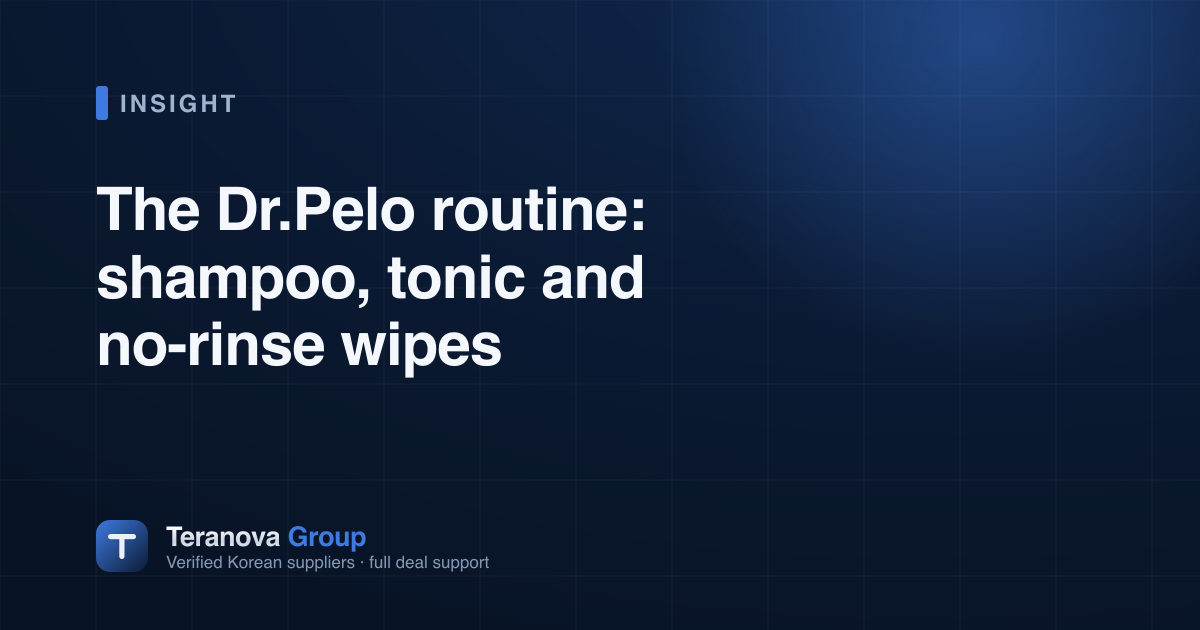 INSIGHT
The Dr.Pelo routine:
shampoo, tonic and
no-rinse wipes
T
Teranova Group
Verified Korean suppliers · full deal support